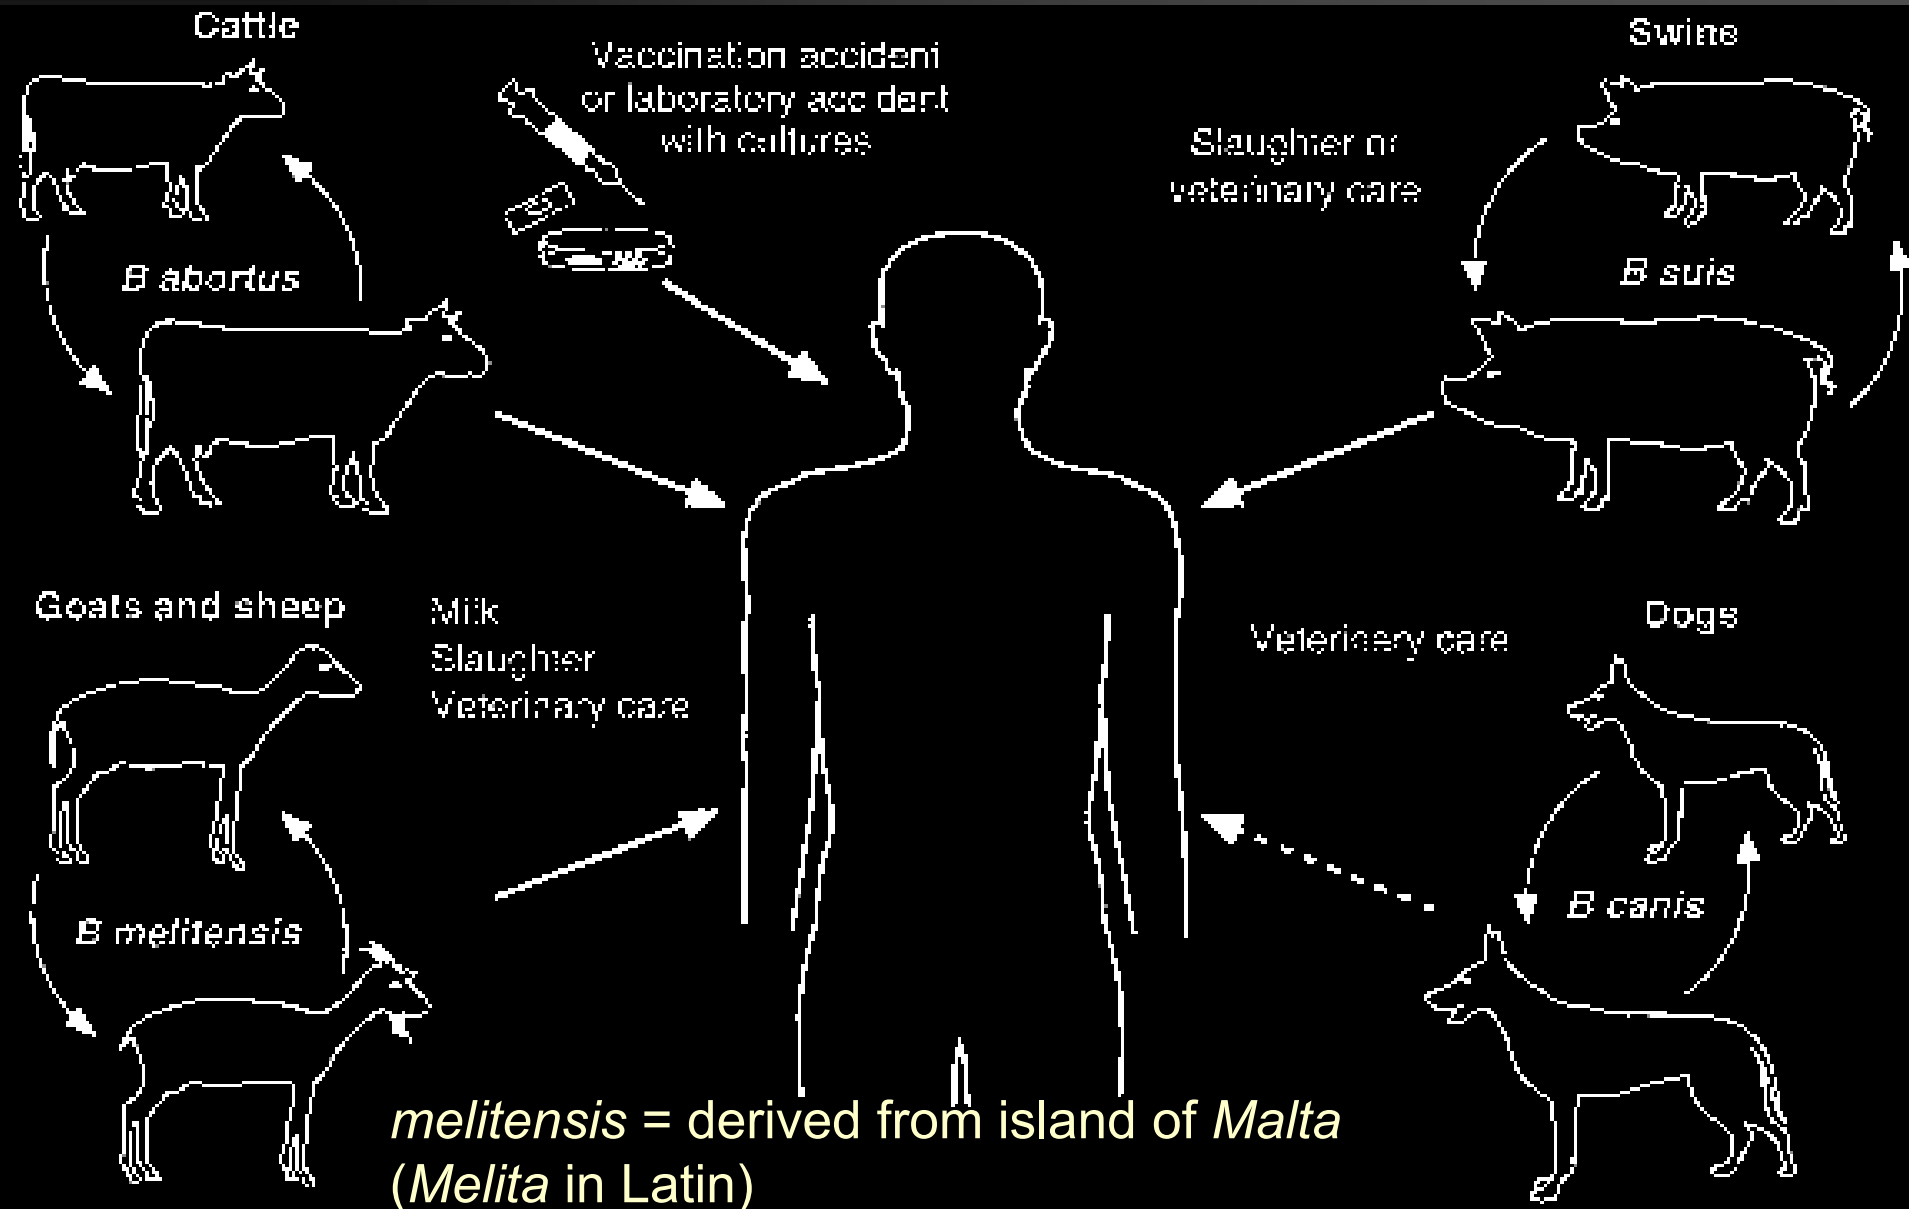 Cattle
Vaccination accident
or laboratory accident
with cultures
Swine
Slaughter or
veterinary care
B abortus
B suis
Goats and sheep
Milk
Slaughter
Veterinary care
Veterinary care
Dogs
B melitensis
B canis
melitensis = derived from island of Malta
(Melita in Latin)